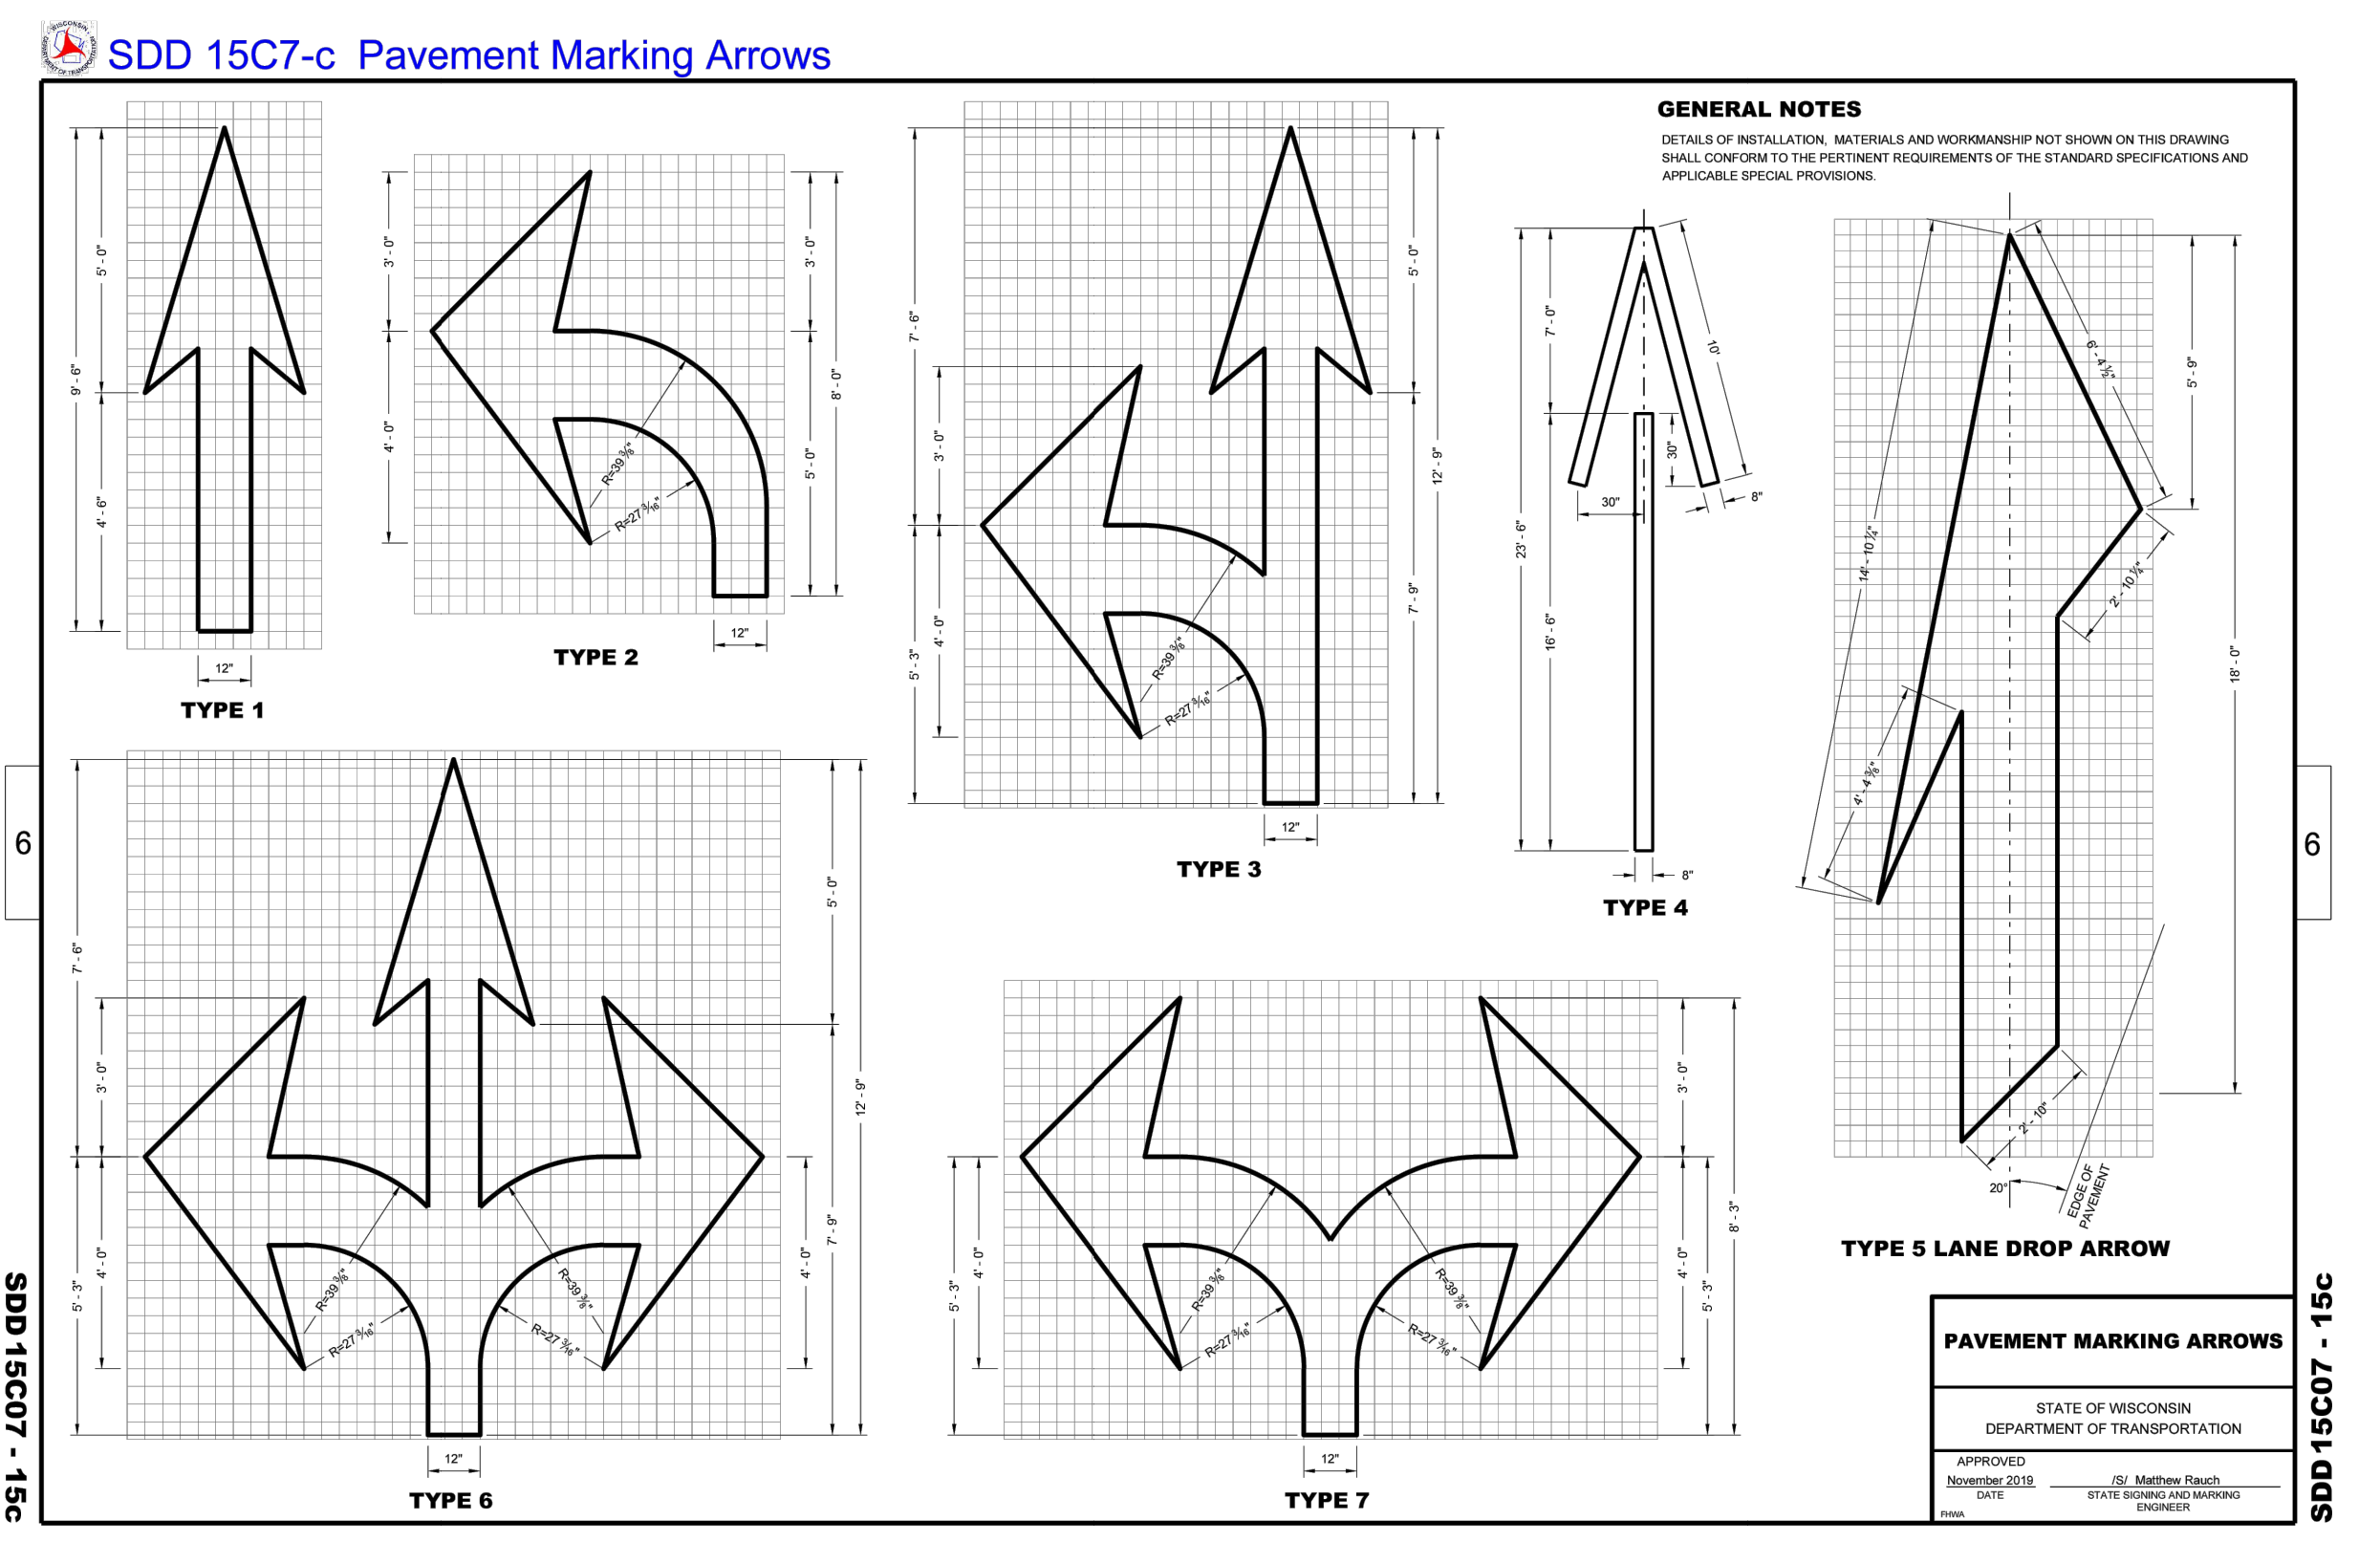 WISCONSIN
DEPARTMENT OF TRANSPORTATION
SDD 15C7-c Pavement Marking Arrows
GENERAL NOTES
DETAILS OF INSTALLATION, MATERIALS AND WORKMANSHIP NOT SHOWN ON THIS DRAWING
SHALL CONFORM TO THE PERTINENT REQUIREMENTS OF THE STANDARD SPECIFICATIONS AND
APPLICABLE SPECIAL PROVISIONS.
9' - 6"
5' - 0"
4' - 6"
12"
TYPE 1
3' - 0"
4' - 0"
R=39 3/8"
R=27 3/16"
3' - 0"
5' - 0"
8' - 0"
12"
TYPE 2
7' - 6"
5' - 3"
3' - 0"
4' - 0"
R=39 3/8"
R=27 3/16"
5' - 0"
7' - 9"
12' - 9"
12"
TYPE 3
23' - 6"
7' - 0"
16' - 6"
10'
30"
30"
8"
8"
TYPE 4
14' - 10 1/4"
4' - 4 3/8"
6' - 4 1/2"
5' - 9"
2' - 10 1/4"
18' - 0"
2' - 10"
20°
EDGE OF
PAVEMENT
TYPE 5 LANE DROP ARROW
7' - 6"
5' - 3"
3' - 0"
4' - 0"
R=39 3/8"
R=27 3/16"
R=39 3/8"
R=27 3/16"
5' - 0"
7' - 9"
12' - 9"
4' - 0"
12"
TYPE 6
5' - 3"
4' - 0"
R=39 3/8"
R=27 3/16"
R=39 3/8"
R=27 3/16"
3' - 0"
4' - 0"
5' - 3"
8' - 3"
12"
TYPE 7
6
6
SDD 15C07 - 15c
SDD 15C07 - 15c
PAVEMENT MARKING ARROWS
STATE OF WISCONSIN
DEPARTMENT OF TRANSPORTATION
APPROVED
November 2019 /S/ Matthew Rauch
DATE STATE SIGNING AND MARKING
ENGINEER
FHWA